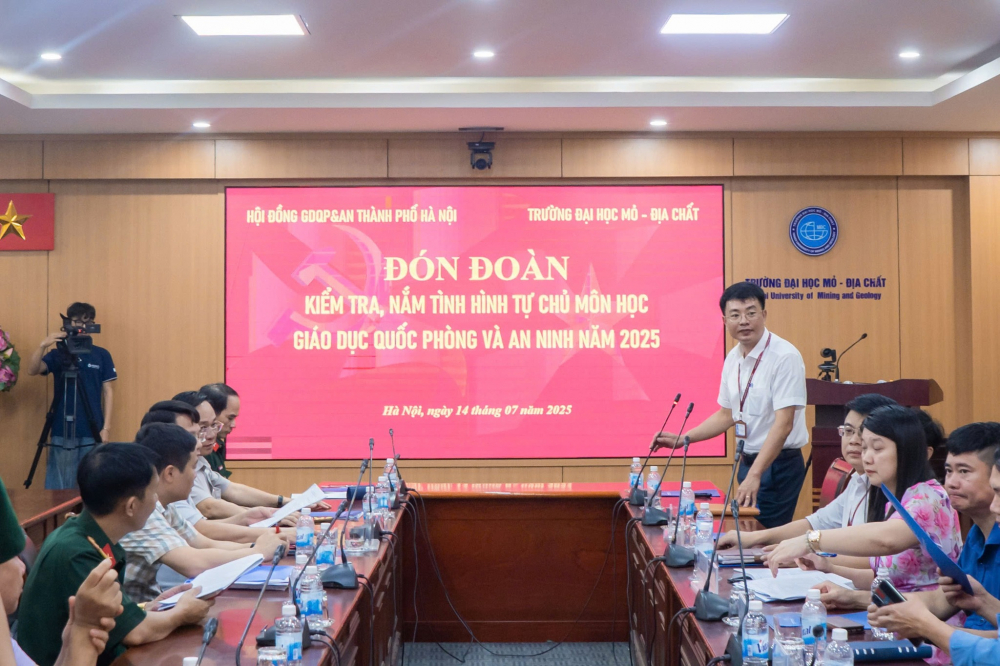 HỘI ĐỒNG GDQP&AN THÀNH PHỐ HÀ NỘI
TRƯỜNG ĐẠI HỌC MỎ - ĐỊA CHẤT
ĐÓN ĐOÀN
KIỂM TRA, NẮM TÌNH HÌNH TỰ CHỦ MÔN HỌC
GIÁO DỤC QUỐC PHÒNG VÀ AN NINH NĂM 2025
Hà Nội, ngày 14 tháng 07 năm 2025
TRƯỜNG ĐẠI HỌC MỎ - ĐỊA CHẤT
University of Mining and Geology